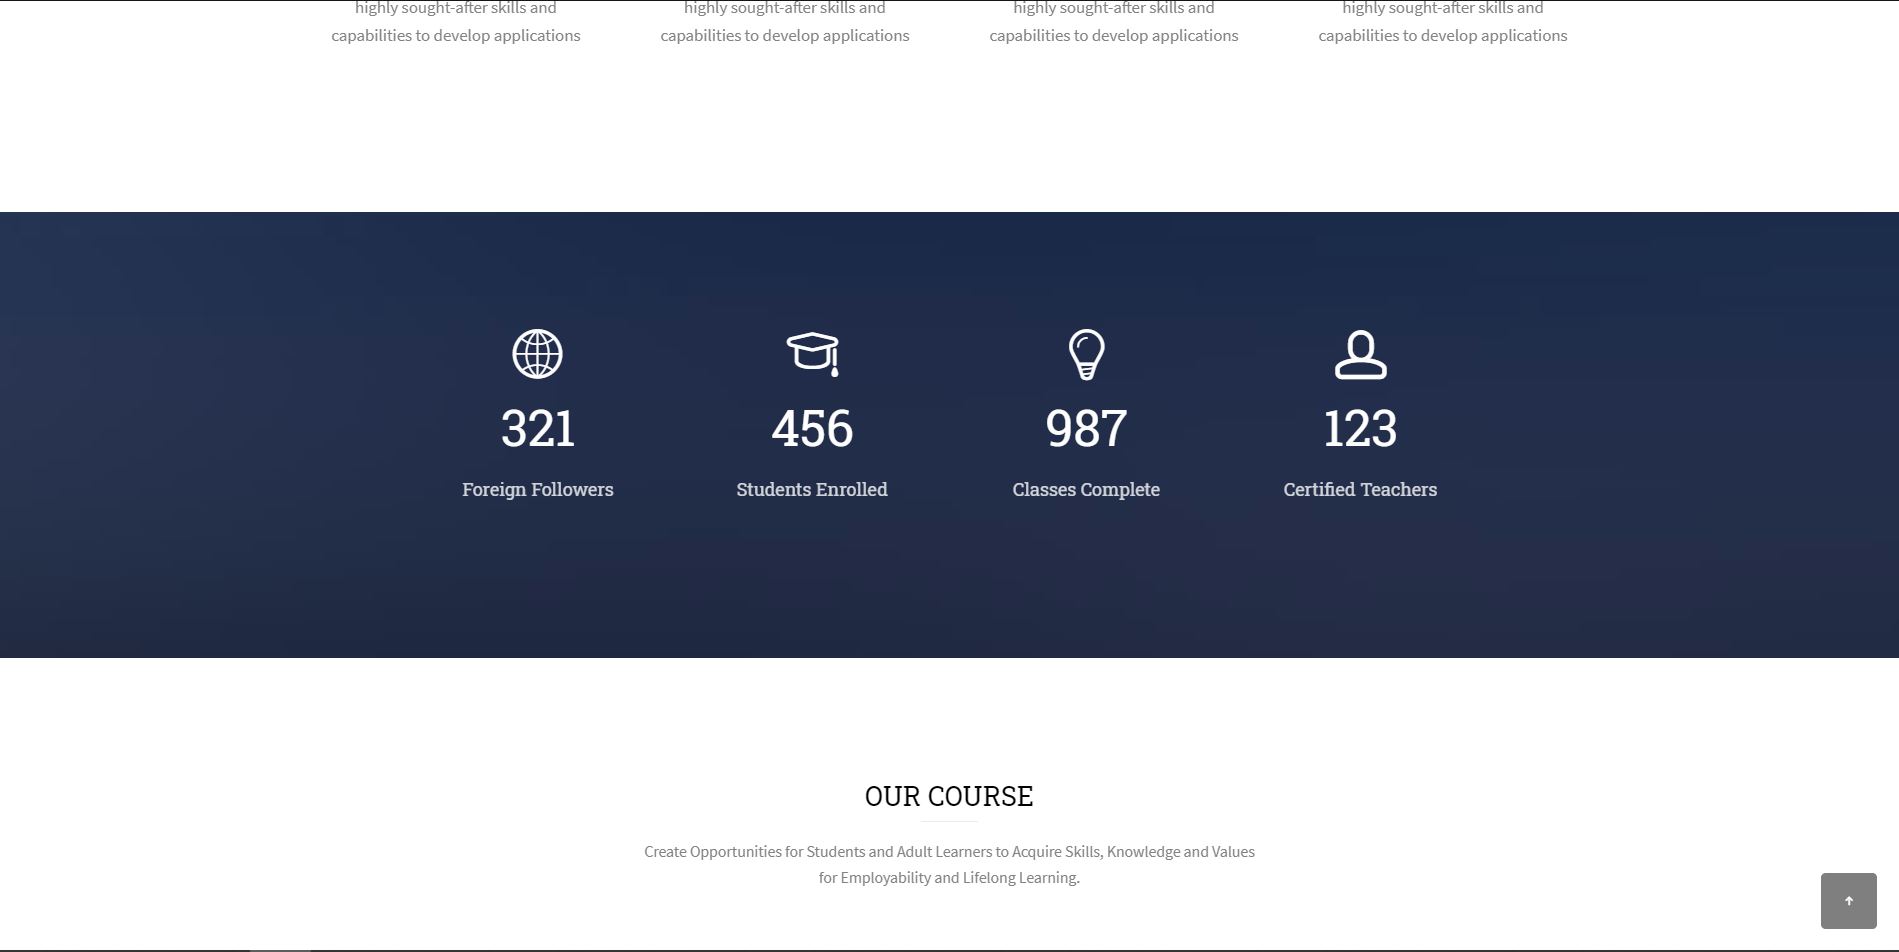 highly sought-after skills and highly sought-after skills and highly sought-after skills and highly sought-after skills and
capabilities to develop applications capabilities to develop applications capabilities to develop applications capabilities to develop applications
321 456 987 123
Foreign Followers Students Enrolled Classes Complete Certified Teachers
OUR COURSE
Create Opportunities for Students and Adult Learners to Acquire Skills, Knowledge and Values
for Employability and Lifelong Learning.